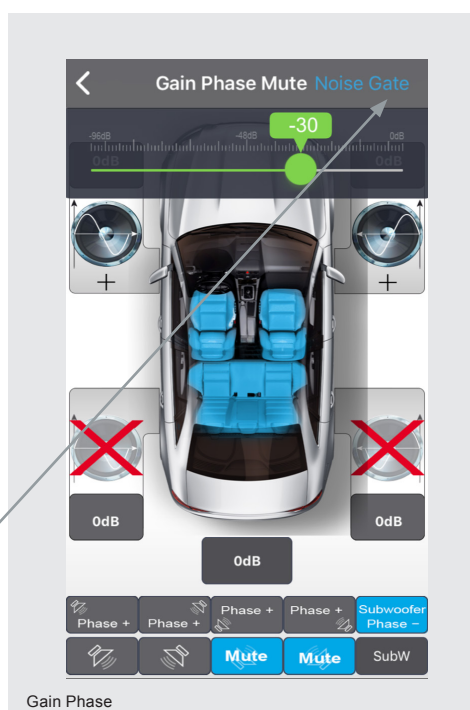 Gain Phase Mute Noise Gate
-30
-96dB -48dB 0dB
0dB 0dB
+ +
0dB 0dB
0dB
Phase + Phase + Phase + Phase + Subwoofer Phase −
Mute Mute SubW
Gain Phase